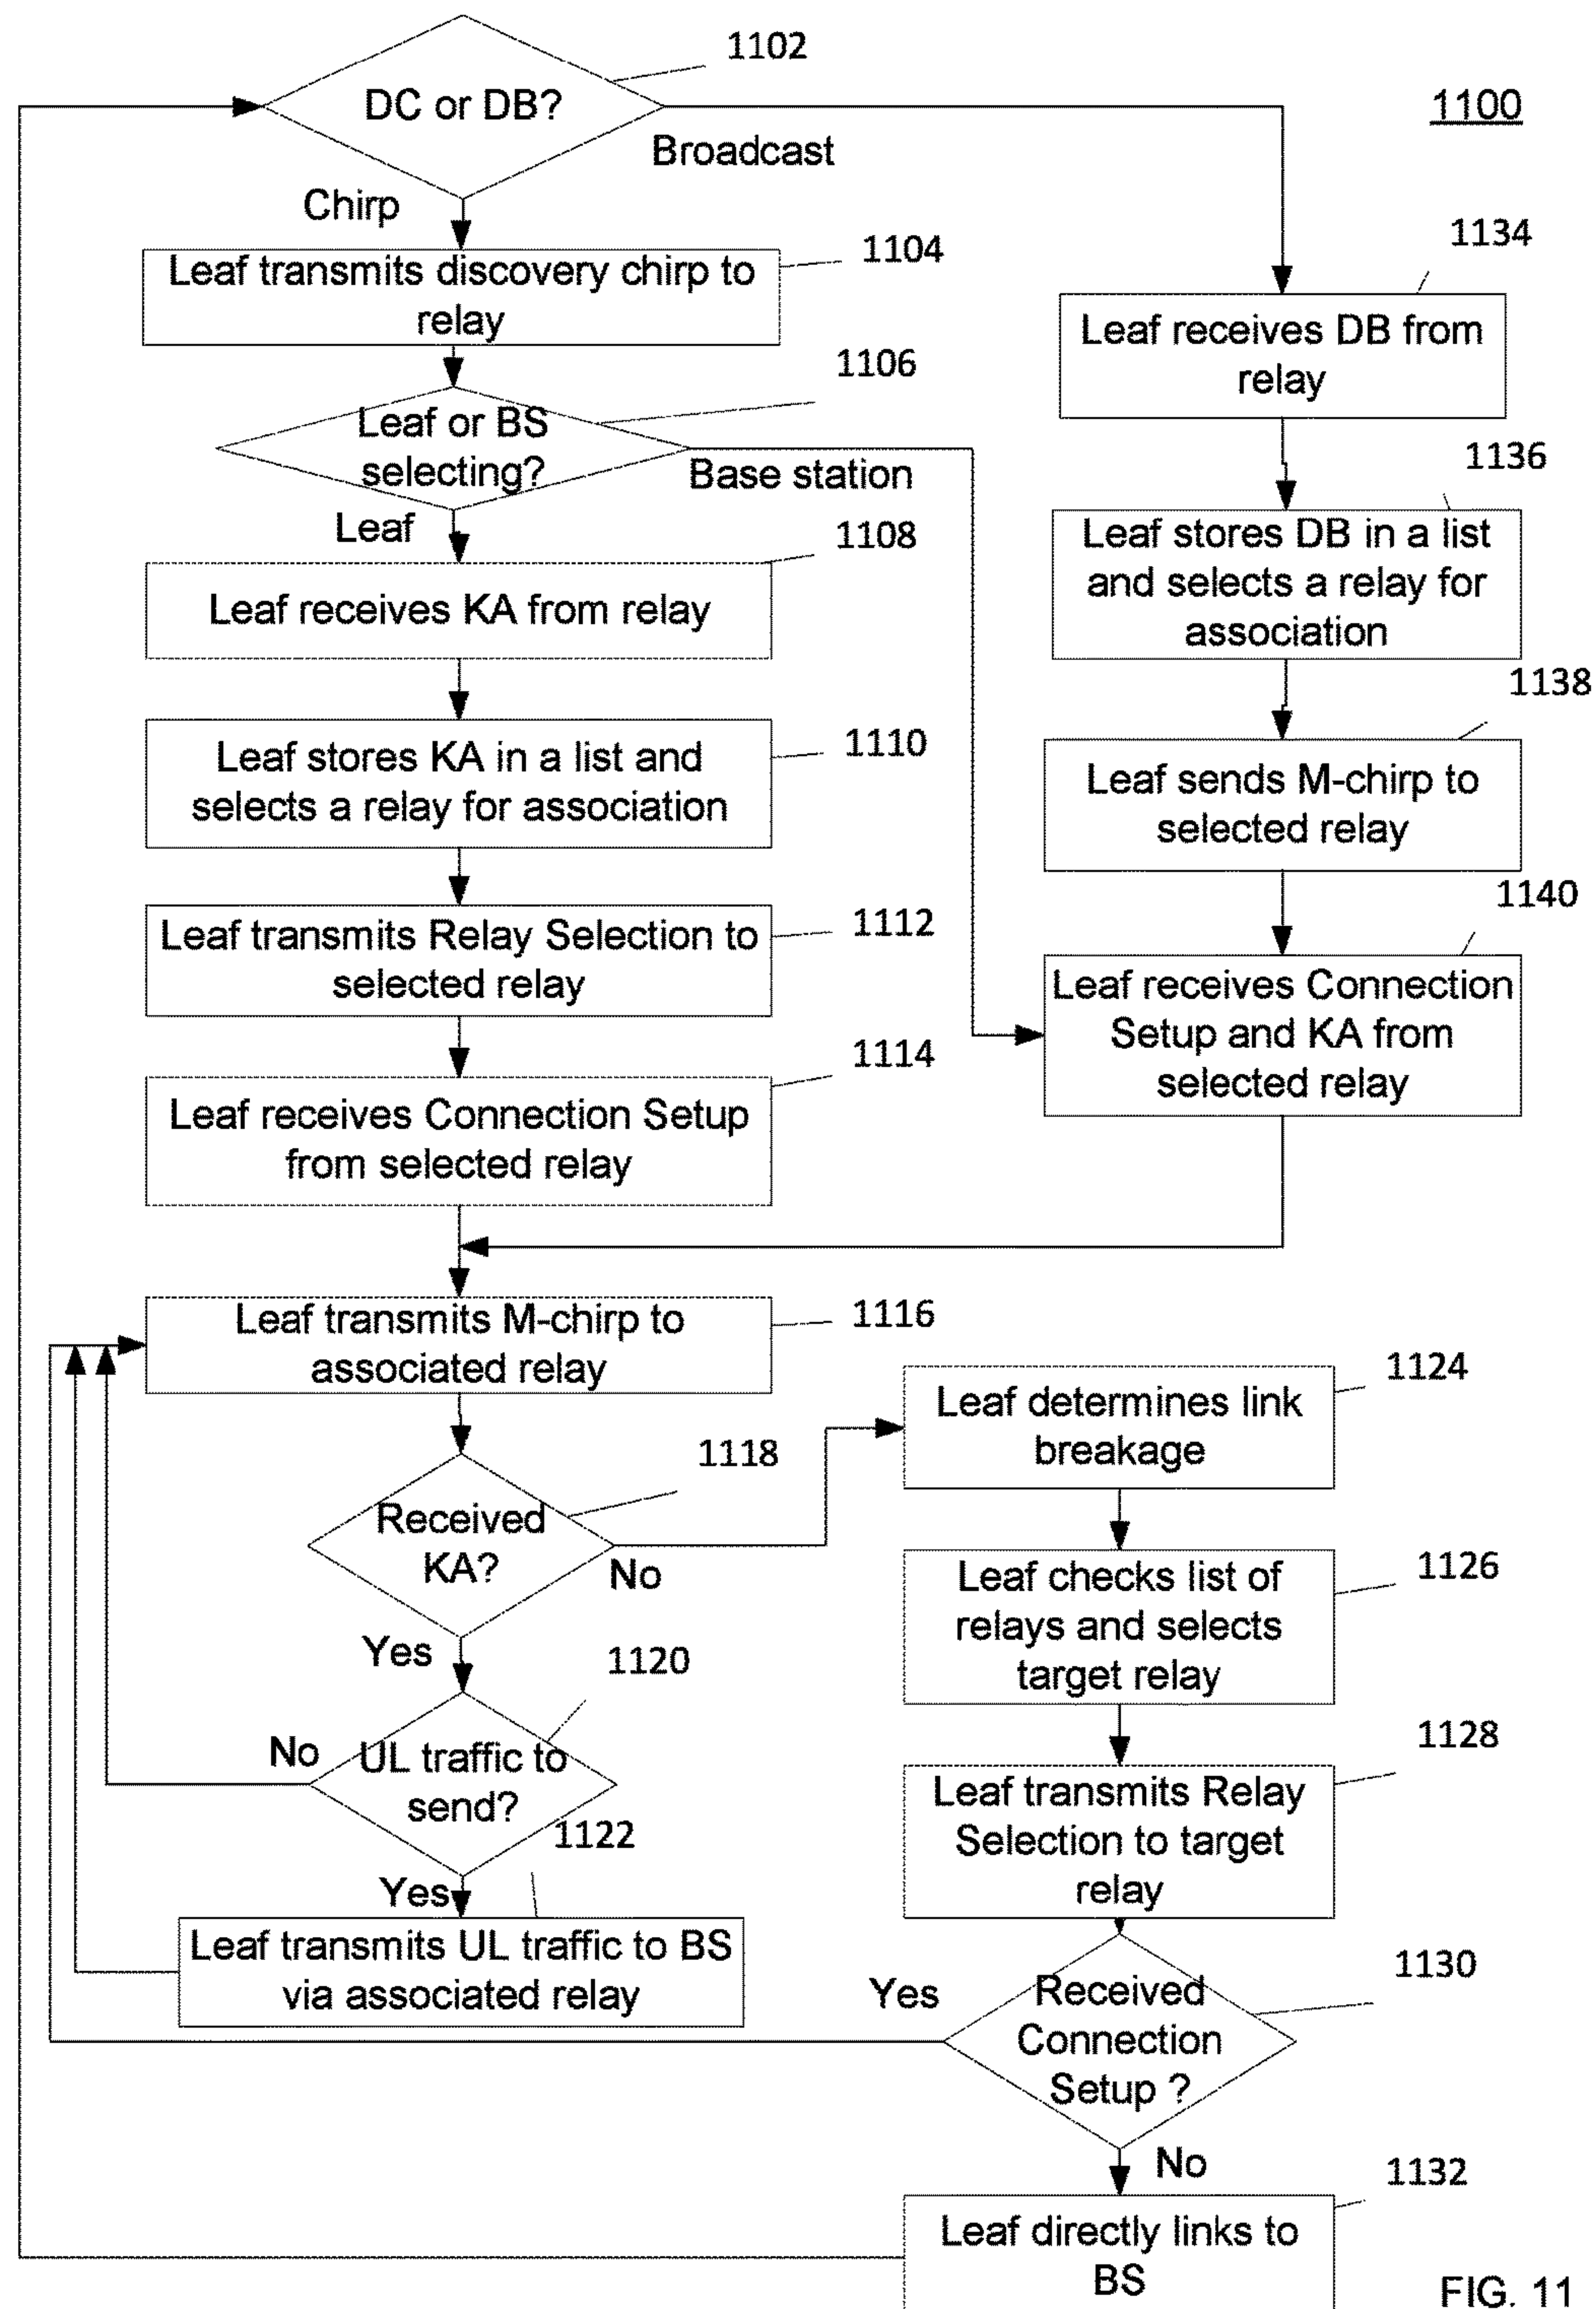 1102
DC or DB?
1100
Broadcast
Chirp
1104
Leaf transmits discovery chirp to
relay
1134
Leaf receives DB from
relay
1106
Leaf or BS
selecting?
Base station
Leaf
1136
Leaf stores DB in a list
and selects a relay for
association
1108
Leaf receives KA from relay
1138
Leaf sends M-chirp to
selected relay
1110
Leaf stores KA in a list and
selects a relay for association
1140
Leaf receives Connection
Setup and KA from
selected relay
1112
Leaf transmits Relay Selection to
selected relay
1114
Leaf receives Connection Setup
from selected relay
1116
Leaf transmits M-chirp to
associated relay
1124
Leaf determines link
breakage
1118
Received
KA?
No
Yes
1126
Leaf checks list of
relays and selects
target relay
1120
No
UL traffic to
send?
1128
Leaf transmits Relay
Selection to target
relay
1122
Yes
Leaf transmits UL traffic to BS
via associated relay
1130
Yes
Received
Connection
Setup ?
No
1132
Leaf directly links to
BS
FIG. 11